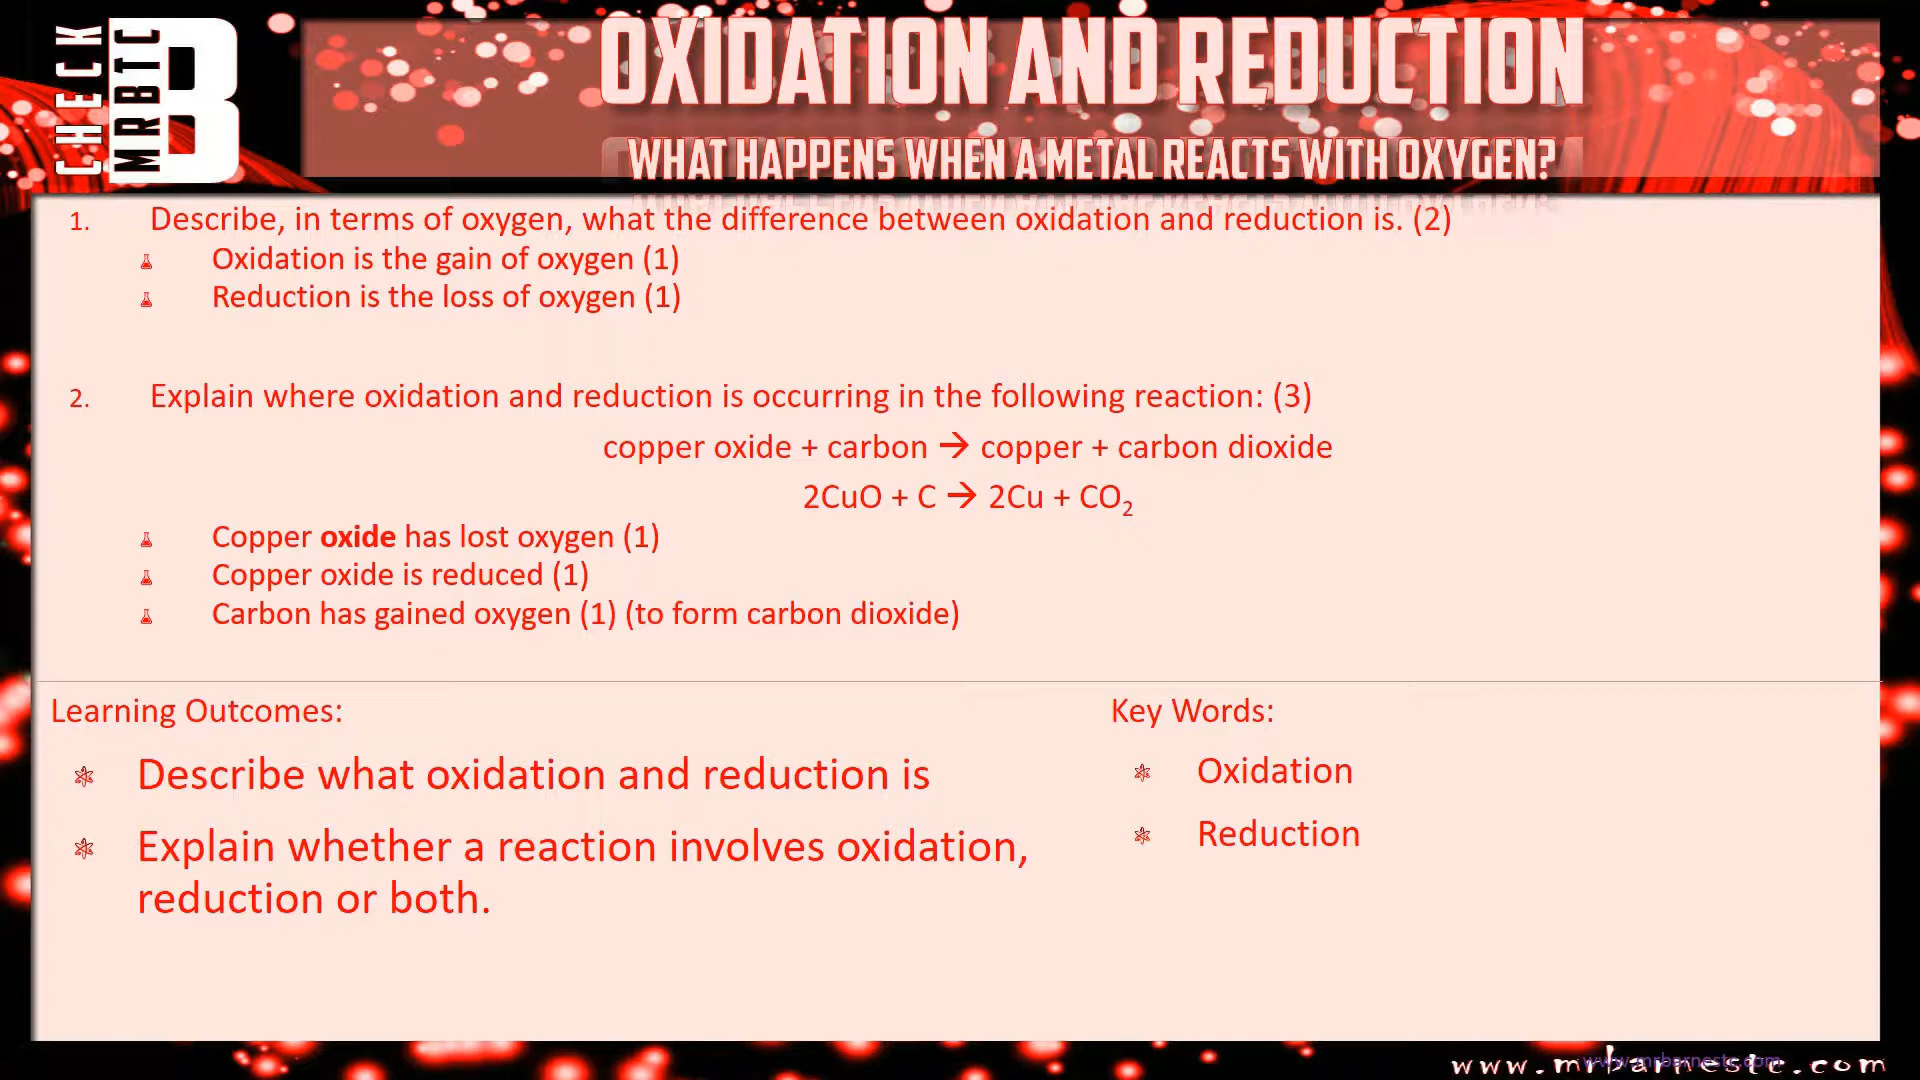 CHECK
MRBTC
B
OXIDATION AND REDUCTION
WHAT HAPPENS WHEN A METAL REACTS WITH OXYGEN?
1. Describe, in terms of oxygen, what the difference between oxidation and reduction is. (2)
Oxidation is the gain of oxygen (1)
Reduction is the loss of oxygen (1)
2. Explain where oxidation and reduction is occurring in the following reaction: (3)
copper oxide + carbon → copper + carbon dioxide
2CuO + C → 2Cu + CO₂
Copper oxide has lost oxygen (1)
Copper oxide is reduced (1)
Carbon has gained oxygen (1) (to form carbon dioxide)
Learning Outcomes:
Describe what oxidation and reduction is
Explain whether a reaction involves oxidation,
reduction or both.
Key Words:
Oxidation
Reduction
www.mrbarnestc.com
www.mrbarnestc.com